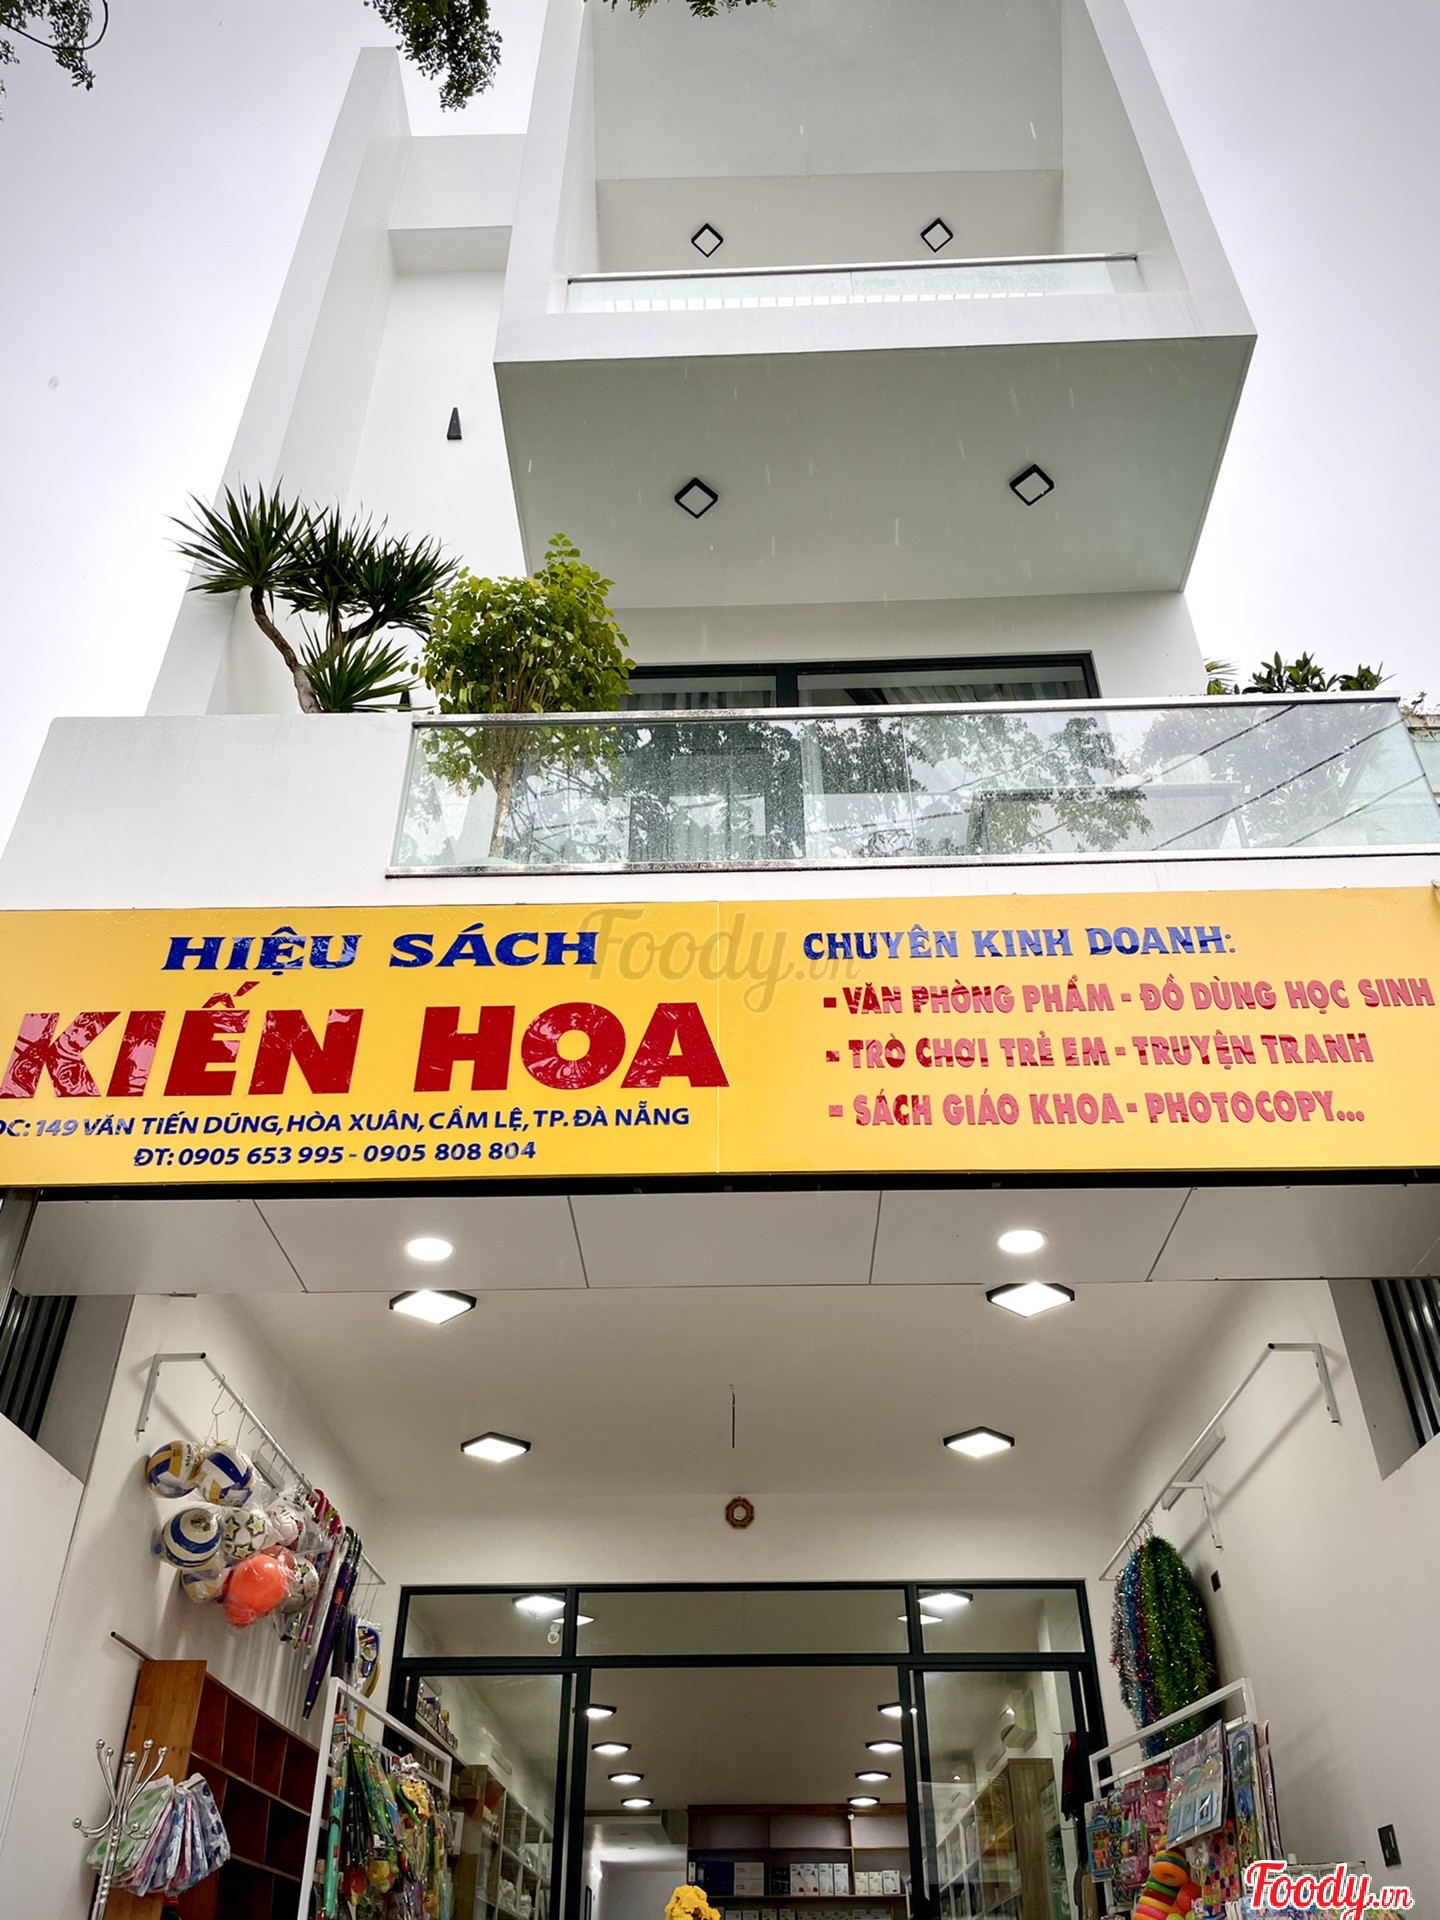 HIỆU SÁCH
KIẾN HOA
ĐC: 149 VĂN TIẾN DŨNG, HÒA XUÂN, CẨM LỆ, TP. ĐÀ NẴNG
ĐT: 0905 653 995 - 0905 808 804
CHUYÊN KINH DOANH:
- VĂN PHÒNG PHẨM - ĐỒ DÙNG HỌC SINH
- TRÒ CHƠI TRẺ EM - TRUYỆN TRANH
- SÁCH GIÁO KHOA - PHOTOCOPY...
Foody.vn
Foody.vn